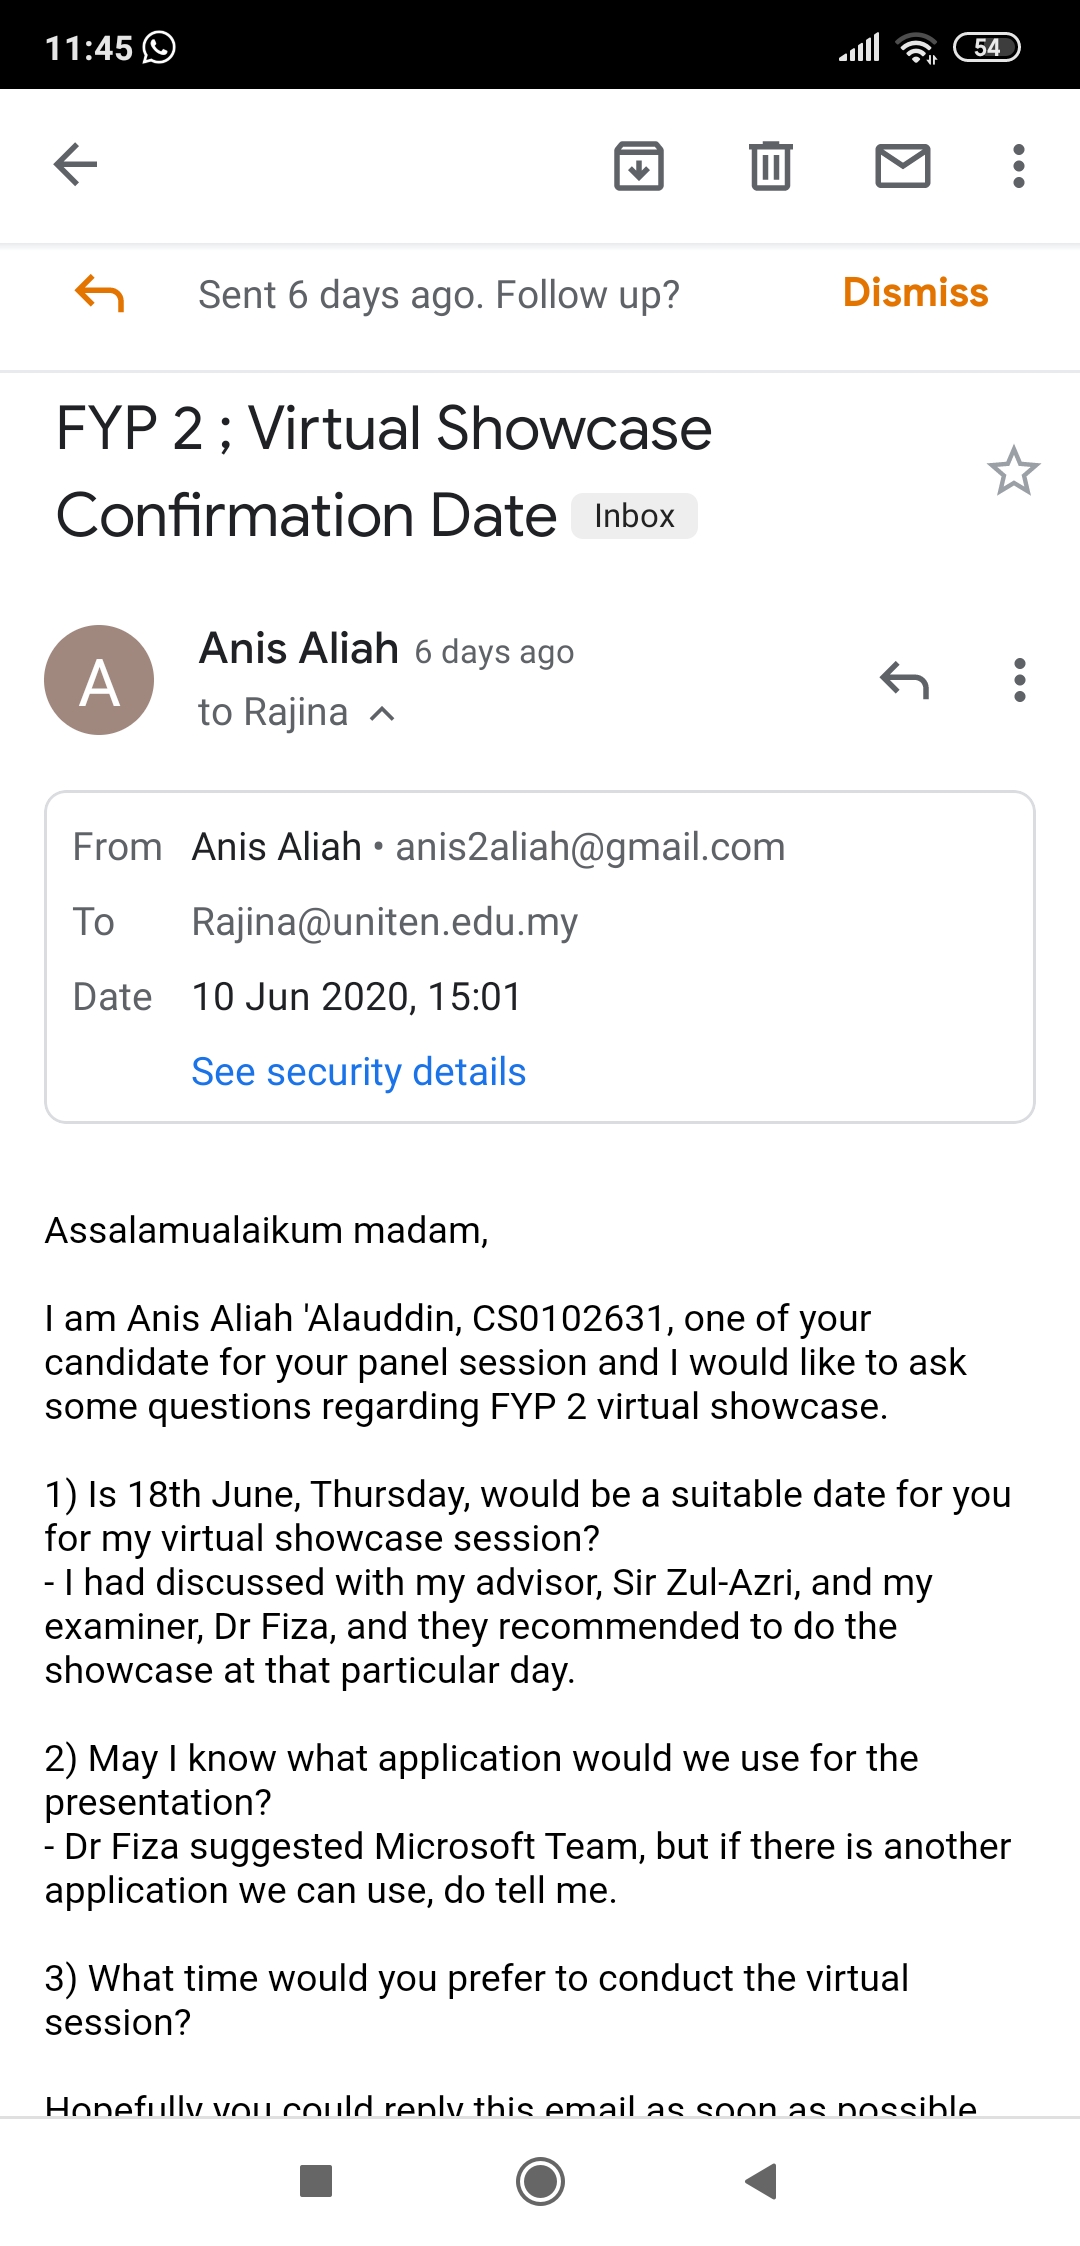 11:45
54
Sent 6 days ago. Follow up?
Dismiss
FYP 2 ; Virtual Showcase
Confirmation Date Inbox
A
Anis Aliah 6 days ago
to Rajina
From Anis Aliah • anis2aliah@gmail.com
To Rajina@uniten.edu.my
Date 10 Jun 2020, 15:01
See security details
Assalamualaikum madam,
I am Anis Aliah 'Alauddin, CS0102631, one of your
candidate for your panel session and I would like to ask
some questions regarding FYP 2 virtual showcase.
1) Is 18th June, Thursday, would be a suitable date for you
for my virtual showcase session?
- I had discussed with my advisor, Sir Zul-Azri, and my
examiner, Dr Fiza, and they recommended to do the
showcase at that particular day.
2) May I know what application would we use for the
presentation?
- Dr Fiza suggested Microsoft Team, but if there is another
application we can use, do tell me.
3) What time would you prefer to conduct the virtual
session?
Hopefully you could reply this email as soon as possible